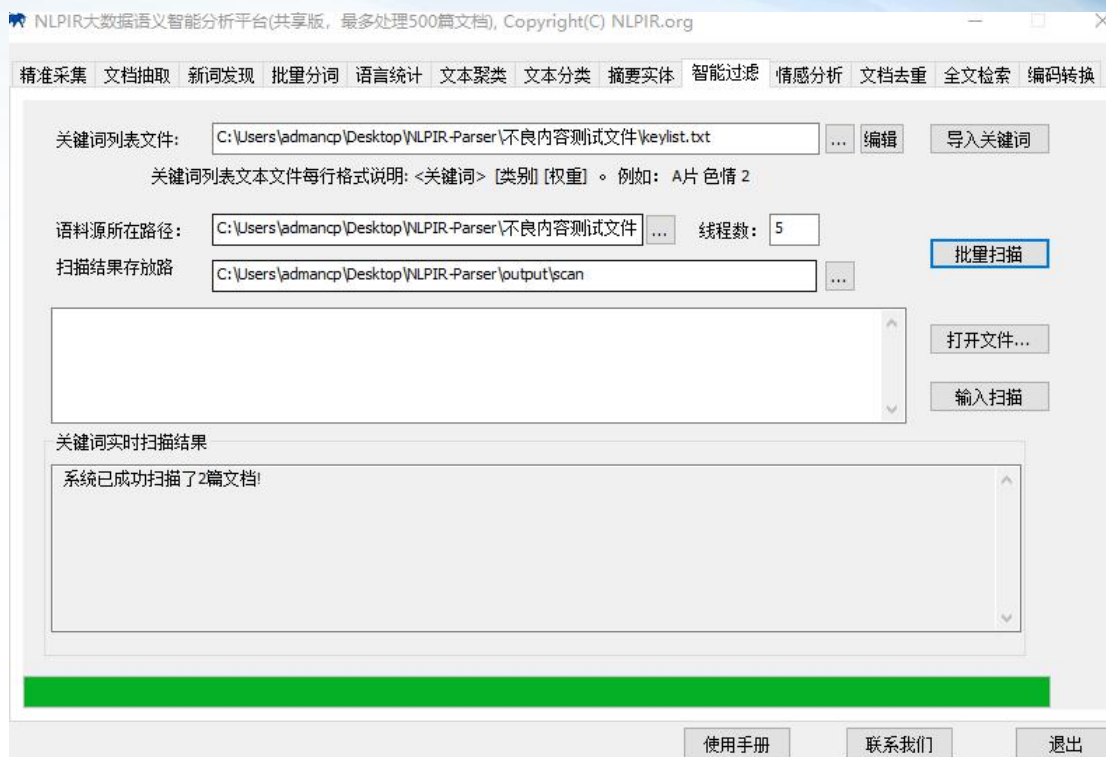 NLPIR大数据语义智能分析平台(共享版，最多处理500篇文档), Copyright(C) NLPIR.org
精准采集 文档抽取 新词发现 批量分词 语言统计 文本聚类 文本分类 摘要实体 智能过滤 情感分析 文档去重 全文检索 编码转换
关键词列表文件: C:\Users\admancp\Desktop\NLPIR-Parser\不良内容测试文件\keylist.txt ... 编辑 导入关键词
关键词列表文本文件每行格式说明: <关键词> [类别] [权重] 。 例如： A片 色情 2
语料源所在路径： C:\Users\admancp\Desktop\NLPIR-Parser\不良内容测试文件 ... 线程数： 5
批量扫描
扫描结果存放路 C:\Users\admancp\Desktop\NLPIR-Parser\output\scan ...
打开文件...
输入扫描
关键词实时扫描结果
系统已成功扫描了2篇文档!
使用手册 联系我们 退出